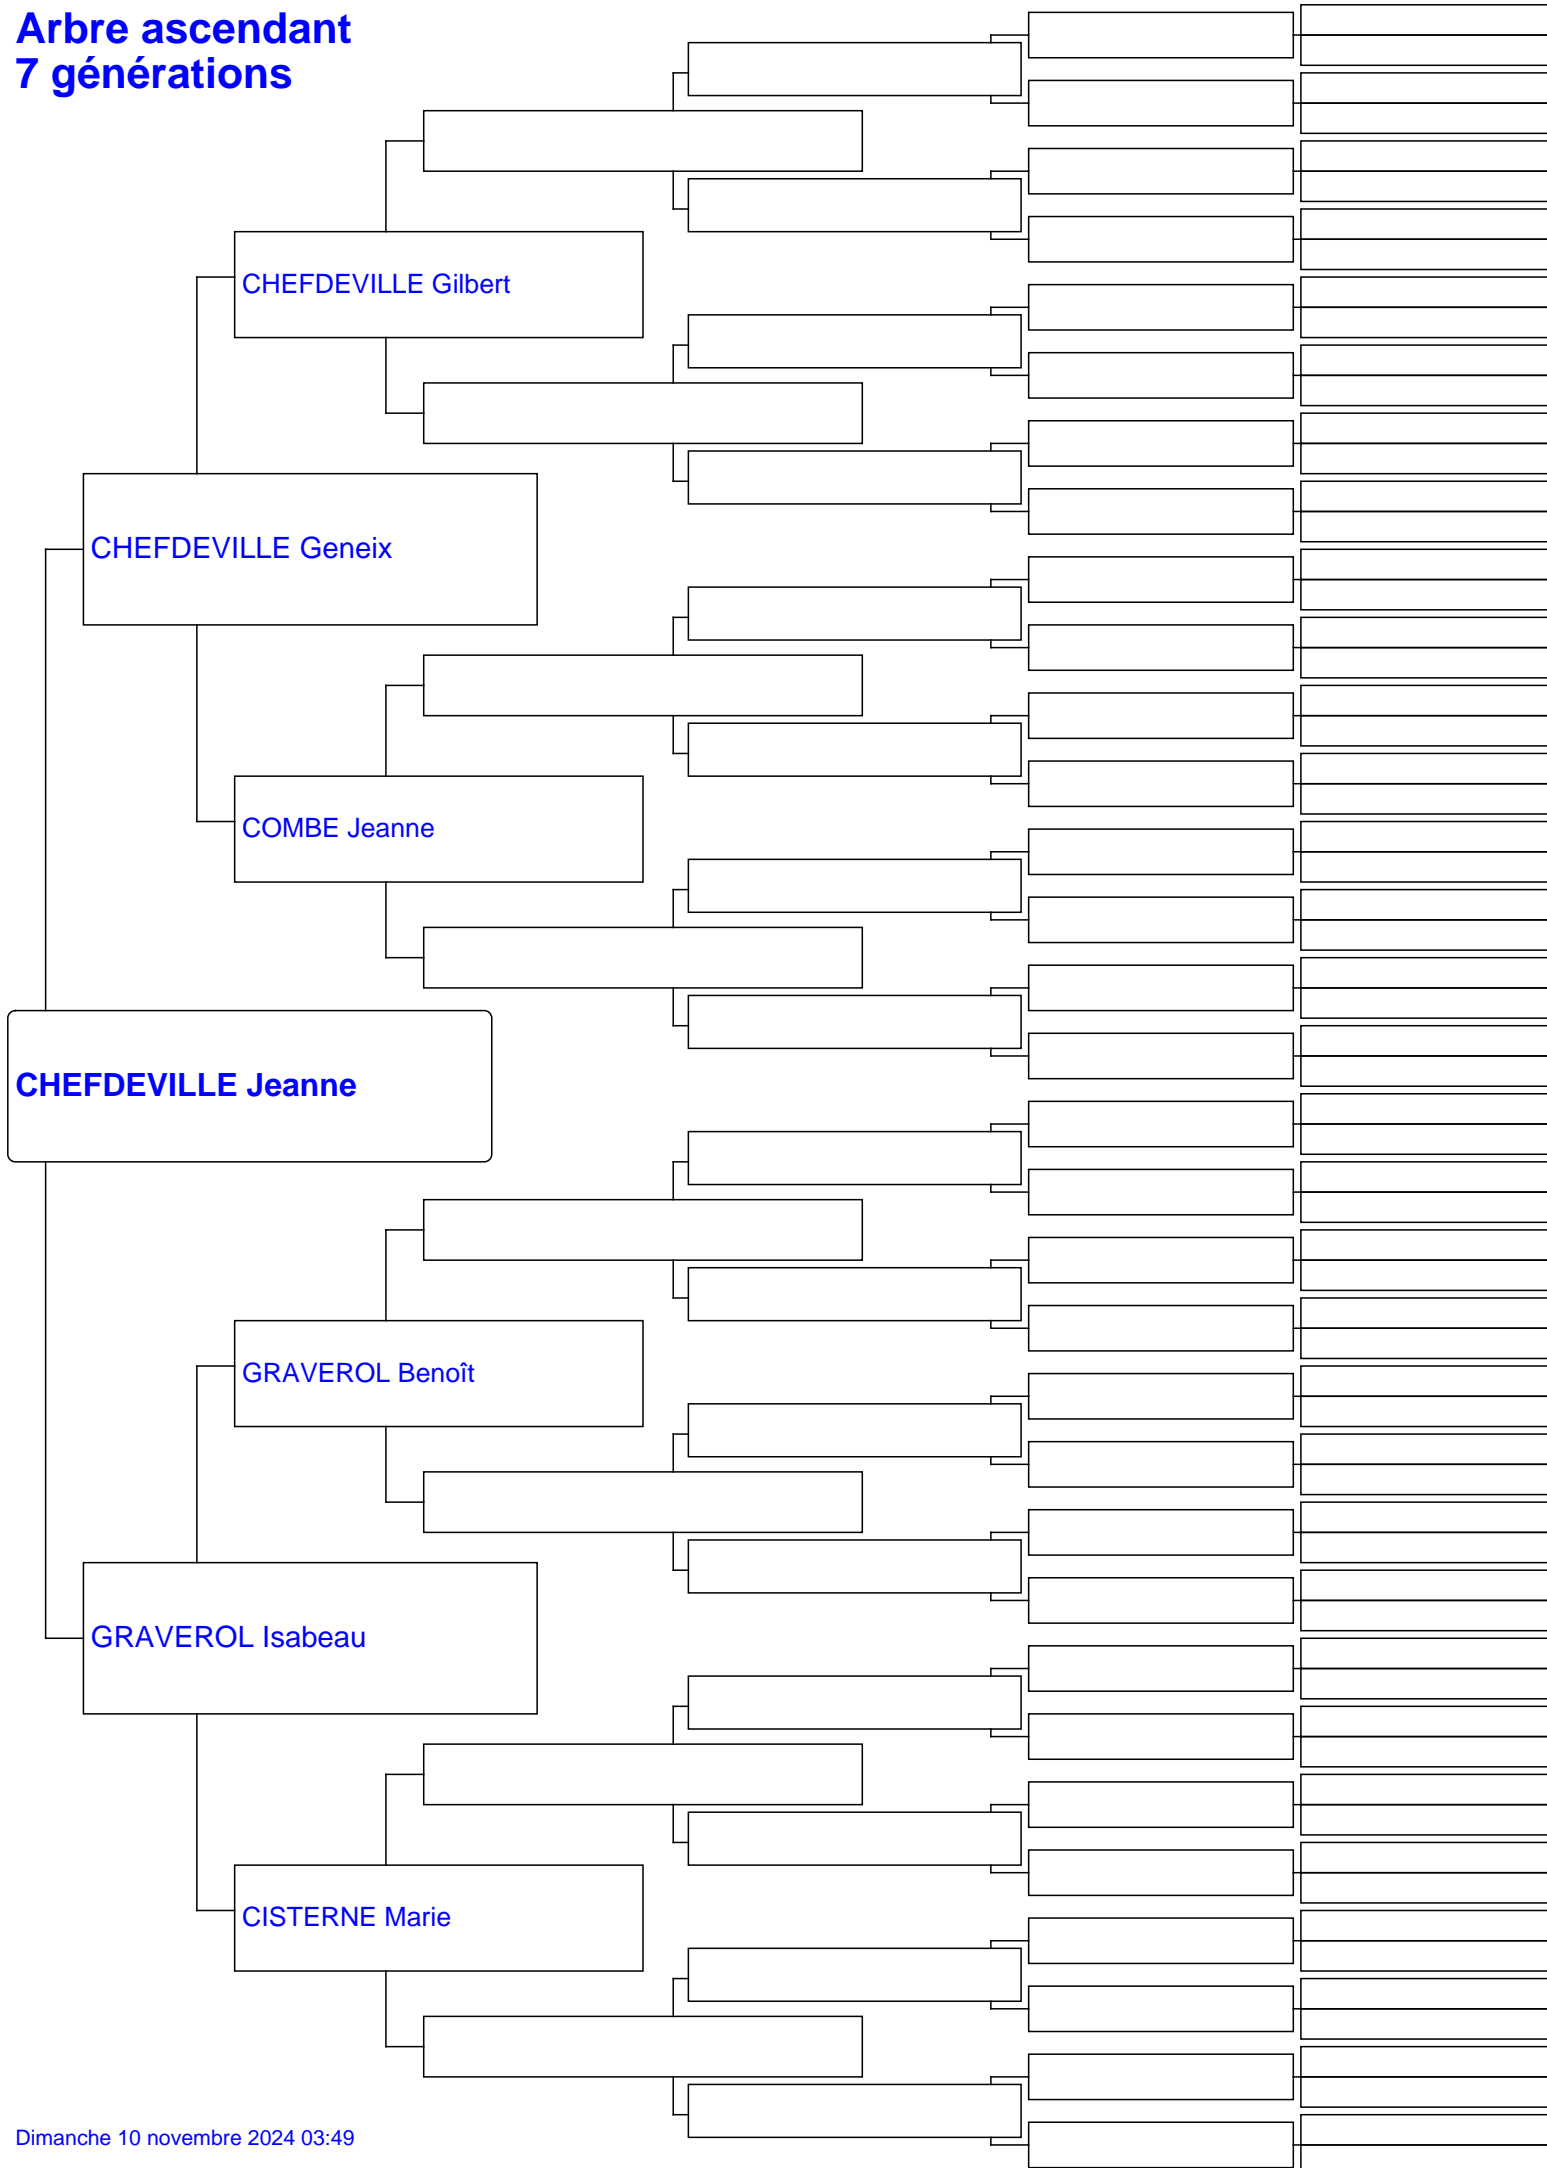 Arbre ascendant
7 générations
CHEFDEVILLE Gilbert
CHEFDEVILLE Geneix
COMBE Jeanne
CHEFDEVILLE Jeanne
GRAVEROL Benoît
GRAVEROL Isabeau
CISTERNE Marie
Dimanche 10 novembre 2024 03:49